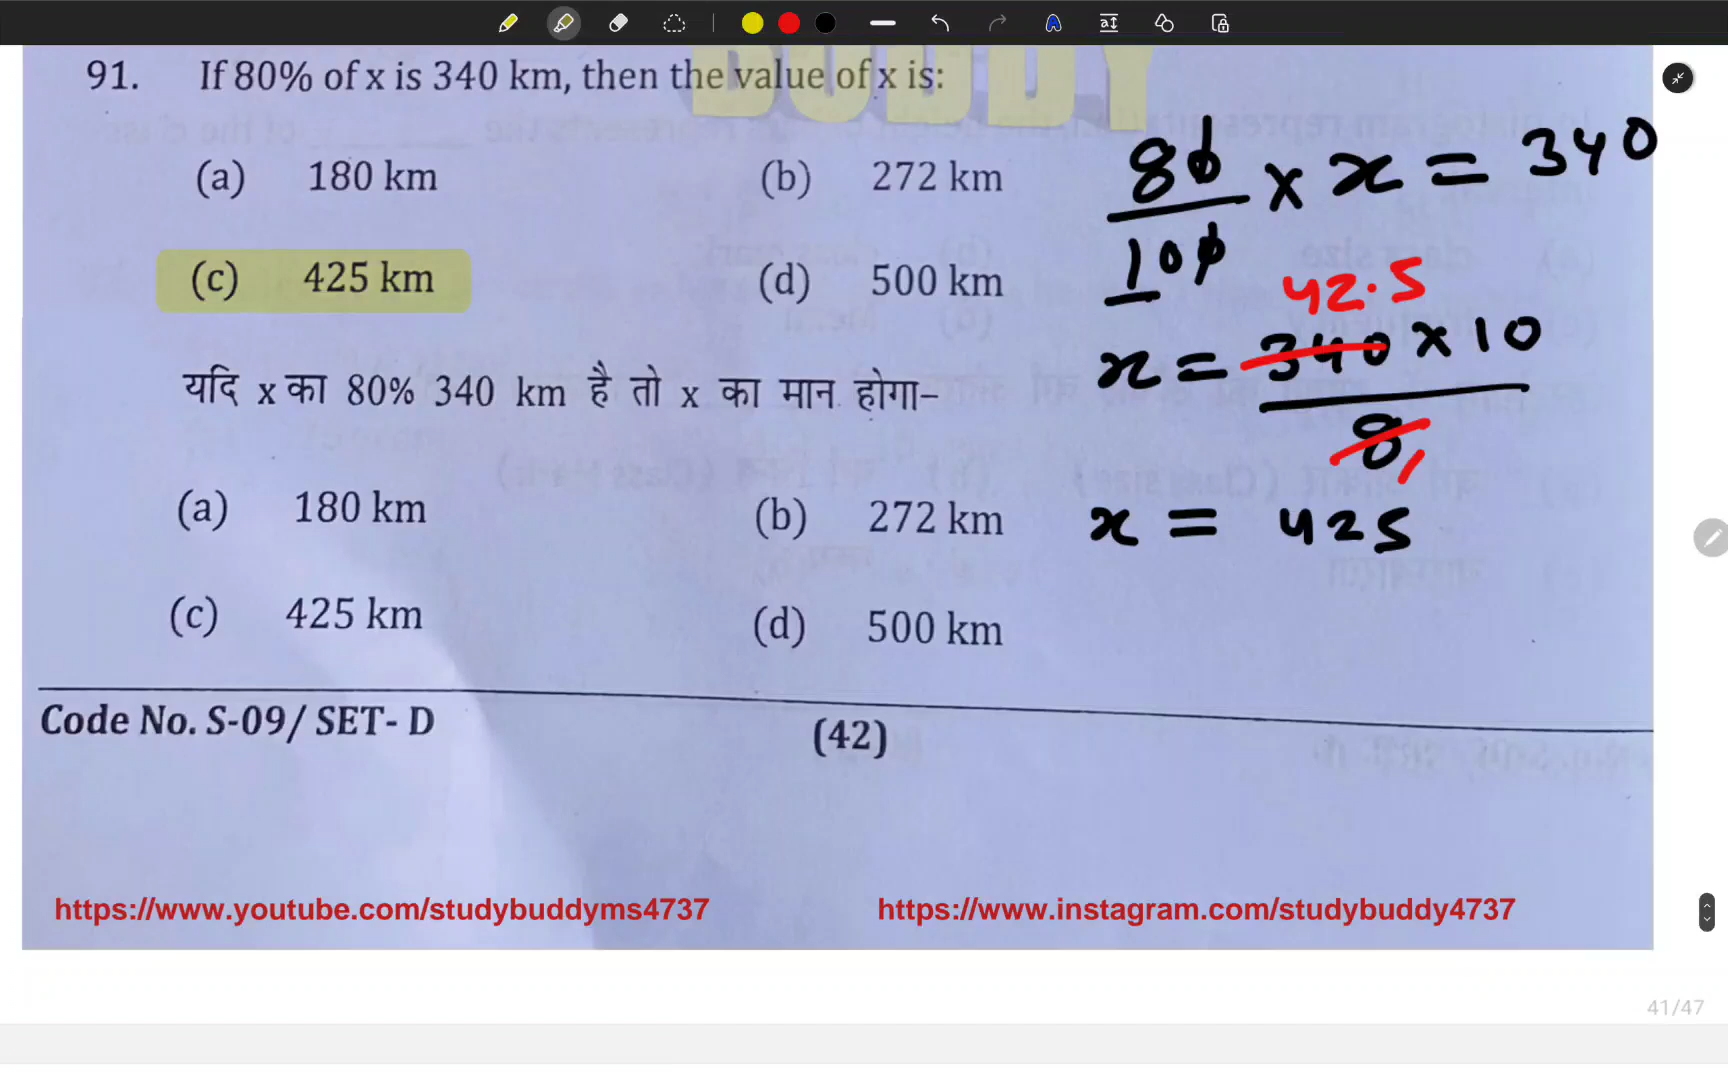 BUDDY
91. If 80% of x is 340 km, then the value of x is:
(a) 180 km (b) 272 km
(c) 425 km (d) 500 km
यदि x का 80% 340 km है तो x का मान होगा–
(a) 180 km (b) 272 km
(c) 425 km (d) 500 km
80/100 × x = 340
42.5
x = 340 × 10 / 8 1
x = 425
Code No. S-09/ SET- D (42)
https://www.youtube.com/studybuddyms4737 https://www.instagram.com/studybuddy4737
41/47